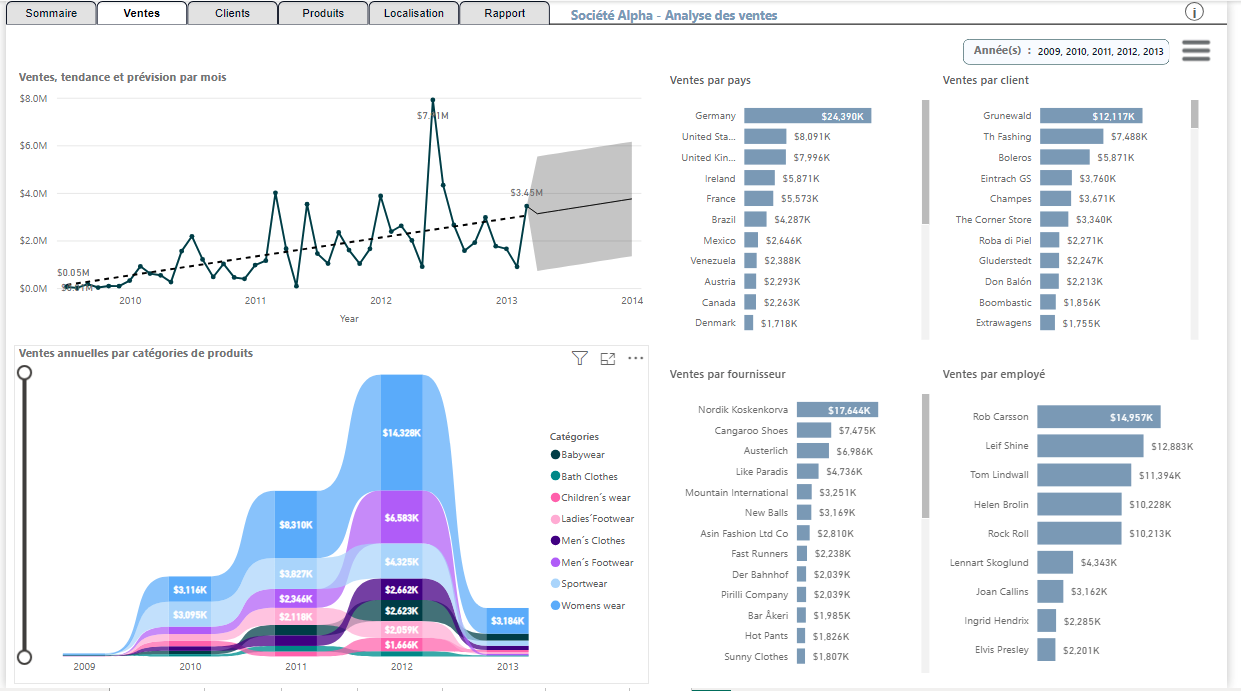 Sommaire
Ventes
Clients
Produits
Localisation
Rapport
Société Alpha - Analyse des ventes
i
Année(s) : 2009, 2010, 2011, 2012, 2013
Ventes, tendance et prévision par mois
$8.0M
$6.0M
$4.0M
$2.0M
$0.0M
$0.05M
$3.45M
2010
2011
2012
2013
2014
Year
Ventes par pays
Germany $24,390K
United Sta... $8,091K
United Kin... $7,996K
Ireland $5,871K
France $5,573K
Brazil $4,287K
Mexico $2,646K
Venezuela $2,388K
Austria $2,293K
Canada $2,263K
Denmark $1,718K
Ventes par client
Grunewald $12,117K
Th Fashing $7,488K
Boleros $5,871K
Eintrach GS $3,760K
Champes $3,671K
The Corner Store $3,340K
Roba di Piel $2,271K
Gluderstedt $2,247K
Don Balón $2,213K
Boombastic $1,856K
Extrawagens $1,755K
Ventes annuelles par catégories de produits
$14,328K
$6,583K
$4,325K
$2,662K
$2,623K
$2,059K
$1,666K
$8,310K
$3,827K
$2,346K
$2,118K
$3,116K
$3,095K
$3,184K
2009
2010
2011
2012
2013
Catégories
Babywear
Bath Clothes
Children´s wear
Ladies´Footwear
Men´s Clothes
Men´s Footwear
Sportwear
Womens wear
Ventes par fournisseur
Nordik Koskenkorva $17,644K
Cangaroo Shoes $7,475K
Austerlich $6,986K
Like Paradis $4,736K
Mountain International $3,251K
New Balls $3,169K
Asin Fashion Ltd Co $2,810K
Fast Runners $2,238K
Der Bahnhof $2,039K
Pirilli Company $2,039K
Bar Åkeri $1,985K
Hot Pants $1,826K
Sunny Clothes $1,807K
Ventes par employé
Rob Carsson $14,957K
Leif Shine $12,883K
Tom Lindwall $11,394K
Helen Brolin $10,228K
Rock Roll $10,213K
Lennart Skoglund $4,343K
Joan Callins $3,162K
Ingrid Hendrix $2,285K
Elvis Presley $2,201K